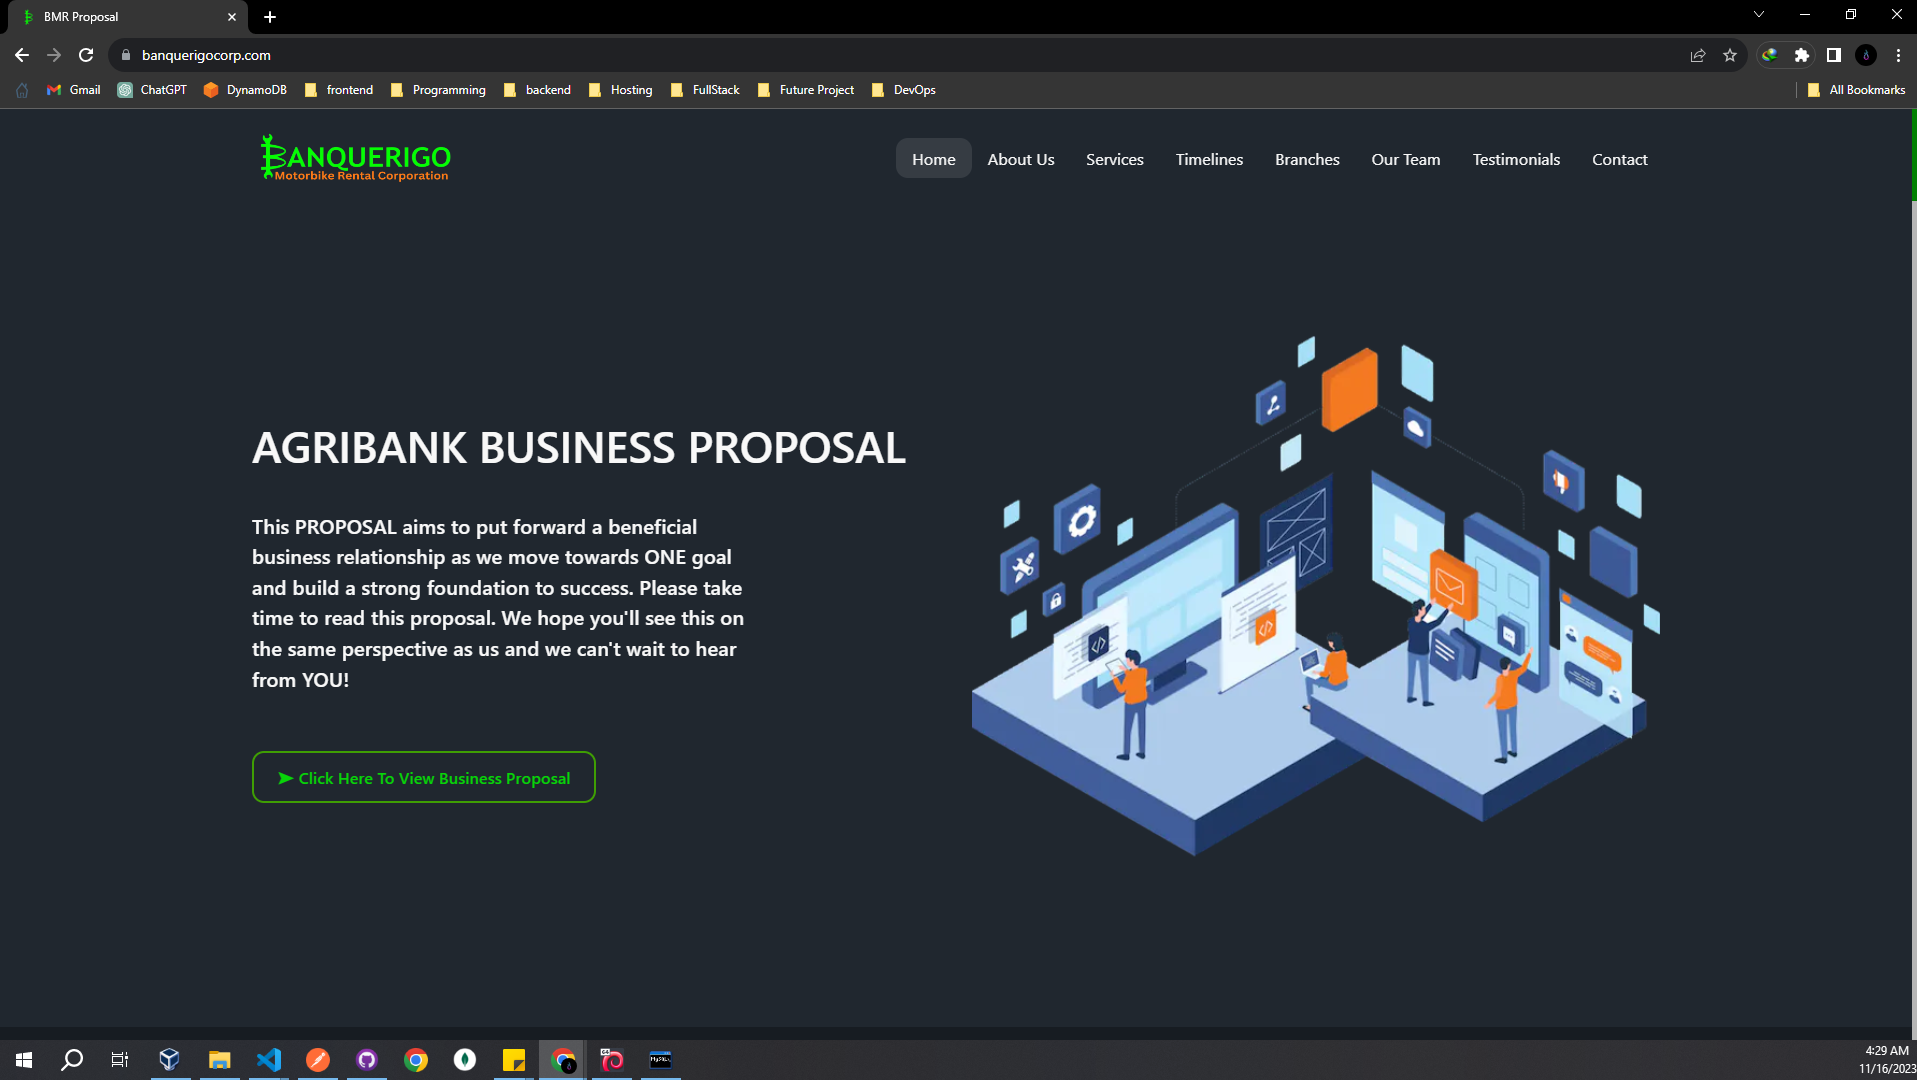 BMR Proposal
banquerigocorp.com
Gmail
ChatGPT
DynamoDB
frontend
Programming
backend
Hosting
FullStack
Future Project
DevOps
All Bookmarks
BANQUERIGO
Motorbike Rental Corporation
Home
About Us
Services
Timelines
Branches
Our Team
Testimonials
Contact
AGRIBANK BUSINESS PROPOSAL
This PROPOSAL aims to put forward a beneficial
business relationship as we move towards ONE goal
and build a strong foundation to success. Please take
time to read this proposal. We hope you'll see this on
the same perspective as us and we can't wait to hear
from YOU!
➤ Click Here To View Business Proposal
4:29 AM
11/16/2023